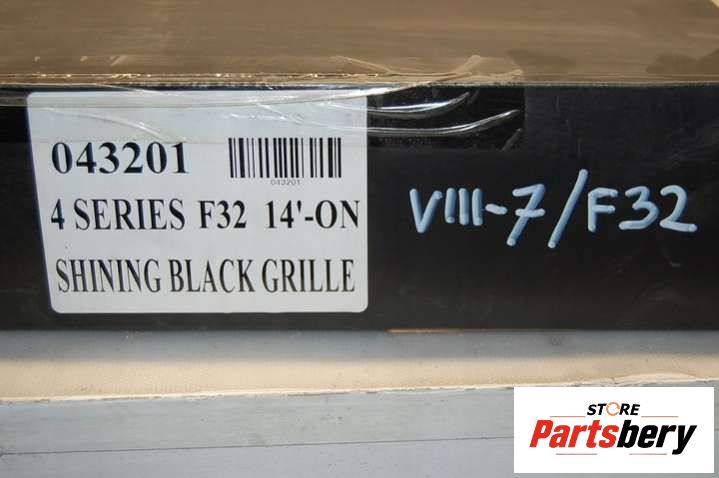 043201
043201
4 SERIES F32 14'-ON
SHINING BLACK GRILLE
VIII-7/F32
STORE
Partsbery